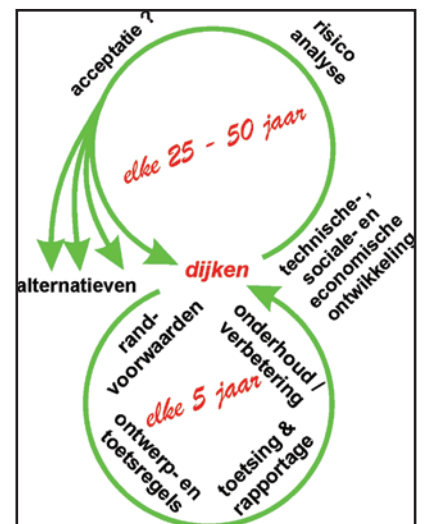 acceptatie ?
risico
analyse
elke 25 - 50 jaar
technische- ,
sociale- en
economische
ontwikkeling
dijken
alternatieven
rand-
voorwaarden
onderhoud /
verbetering
elke 5 jaar
ontwerp- en
toetsregels
toetsing &
rapportage